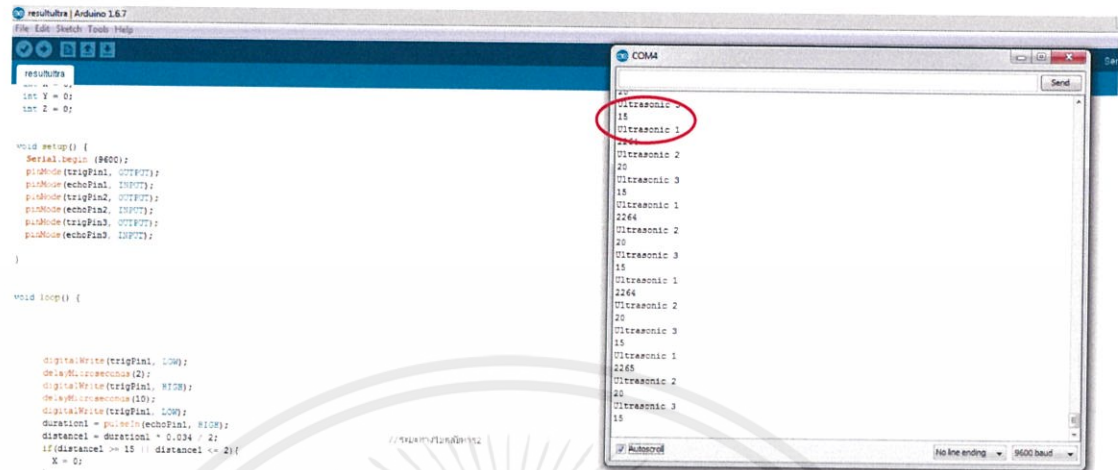 resultultra | Arduino 1.6.7
File Edit Sketch Tools Help
resultultra
int Y = 0;
int Z = 0;
void setup() {
Serial.begin (9600);
pinMode(trigPin1, OUTPUT);
pinMode(echoPin1, INPUT);
pinMode(trigPin2, OUTPUT);
pinMode(echoPin2, INPUT);
pinMode(trigPin3, OUTPUT);
pinMode(echoPin3, INPUT);
}
void loop() {
digitalWrite(trigPin1, LOW);
delayMicroseconds(2);
digitalWrite(trigPin1, HIGH);
delayMicroseconds(10);
digitalWrite(trigPin1, LOW);
duration1 = pulseIn(echoPin1, HIGH);
distance1 = duration1 * 0.034 / 2;
if(distance1 >= 15 || distance1 <= 2){
X = 0;
COM4
Send
20
Ultrasonic 3
15
Ultrasonic 1
2264
Ultrasonic 2
20
Ultrasonic 3
15
Ultrasonic 1
2264
Ultrasonic 2
20
Ultrasonic 3
15
Ultrasonic 1
2264
Ultrasonic 2
20
Ultrasonic 3
15
Ultrasonic 1
2265
Ultrasonic 2
20
Ultrasonic 3
15
Autoscroll
No line ending
9600 baud